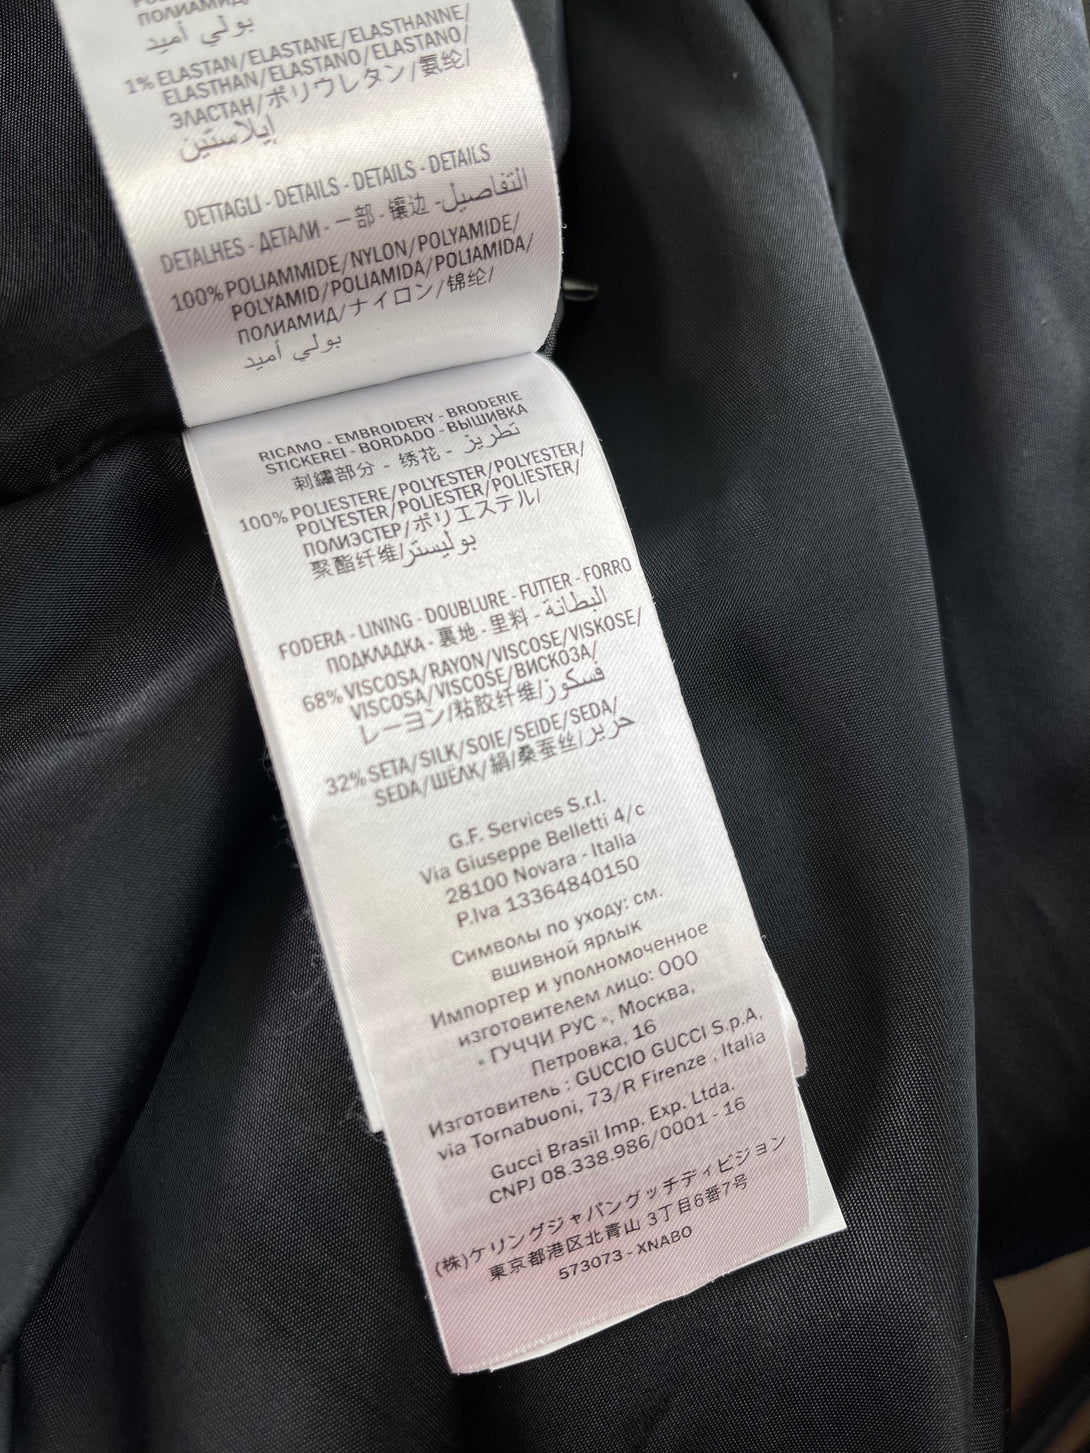 ПОЛИАМИД/
بولي أميد
1% ELASTAN/ELASTANE/ELASTHANNE/
ELASTHAN/ELASTANO/ELASTANO/
ЭЛАСТАН/ポリウレタン/氨纶/
إيلاستين
DETTAGLI - DETAILS - DETAILS - DETAILS
DETALHES - ДЕТАЛИ - 一部 - 镶边 - التفاصيل
100% POLIAMMIDE/NYLON/POLYAMIDE/
POLYAMID/POLIAMIDA/POLIAMIDA/
ПОЛИАМИД/ナイロン/锦纶/
بولي أميد
RICAMO - EMBROIDERY - BRODERIE
STICKEREI - BORDADO - ВЫШИВКА
刺繍部分 - 绣花 - تطريز
100% POLIESTERE/POLYESTER/POLYESTER/
POLYESTER/POLIESTER/POLIESTER/
ПОЛИЭСТЕР/ポリエステル/
聚酯纤维/بوليستر
FODERA - LINING - DOUBLURE - FUTTER - FORRO
ПОДКЛАДКА - 裏地 - 里料 - البطانة
68% VISCOSA/RAYON/VISCOSE/VISKOSE/
VISCOSA/VISCOSE/ВИСКОЗА/
レーヨン/粘胶纤维/فسكوز
32% SETA/SILK/SOIE/SEIDE/SEDA/
SEDA/ШЁЛК/絹/桑蚕丝/حرير
G.F. Services S.r.l.
Via Giuseppe Belletti 4/c
28100 Novara - Italia
P.Iva 13364840150
Символы по уходу: см.
вшивной ярлык
Импортер и уполномоченное
изготовителем лицо: ООО
" ГУЧЧИ РУС ", Москва,
Петровка, 16
Изготовитель : GUCCIO GUCCI S.p.A,
via Tornabuoni, 73/R Firenze , Italia
Gucci Brasil Imp. Exp. Ltda.
CNPJ 08.338.986/0001 - 16
(株)ケリングジャパングッチディビジョン
東京都港区北青山 3丁目6番7号
573073 - XNABO